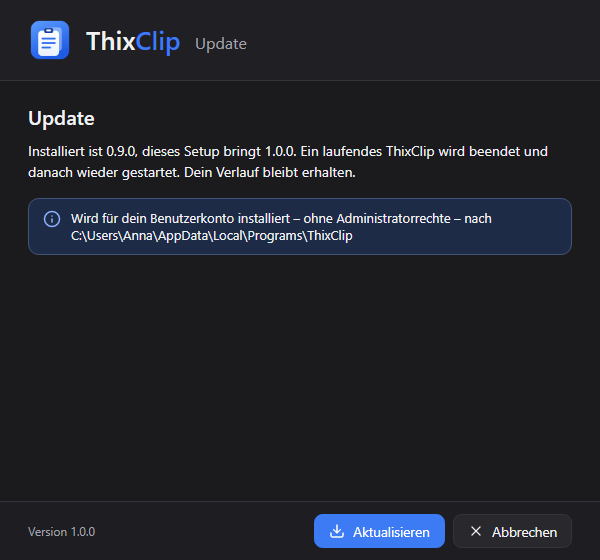 ThixClip Update
Update
Installiert ist 0.9.0, dieses Setup bringt 1.0.0. Ein laufendes ThixClip wird beendet und
danach wieder gestartet. Dein Verlauf bleibt erhalten.
Wird für dein Benutzerkonto installiert – ohne Administratorrechte – nach
C:\Users\Anna\AppData\Local\Programs\ThixClip
Version 1.0.0 Aktualisieren Abbrechen